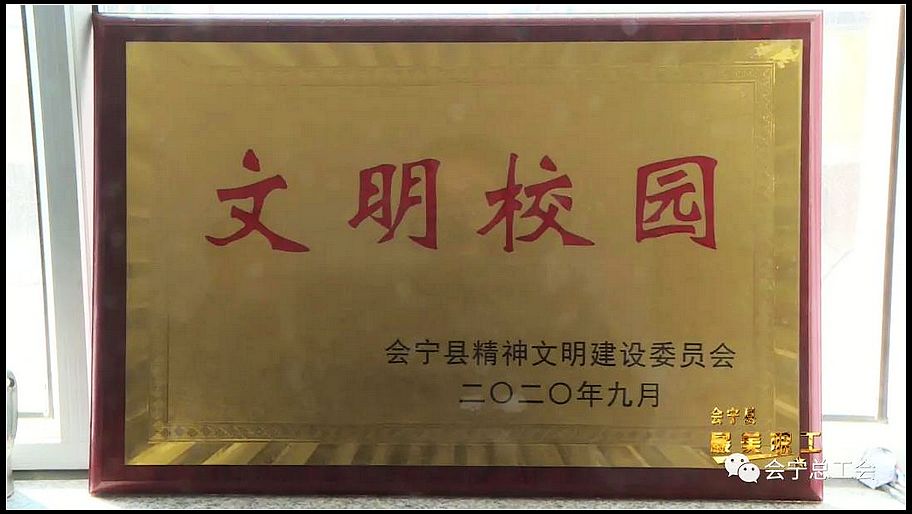 文明校园
会宁县精神文明建设委员会
二〇二〇年九月
会宁县
最美职工
会宁总工会